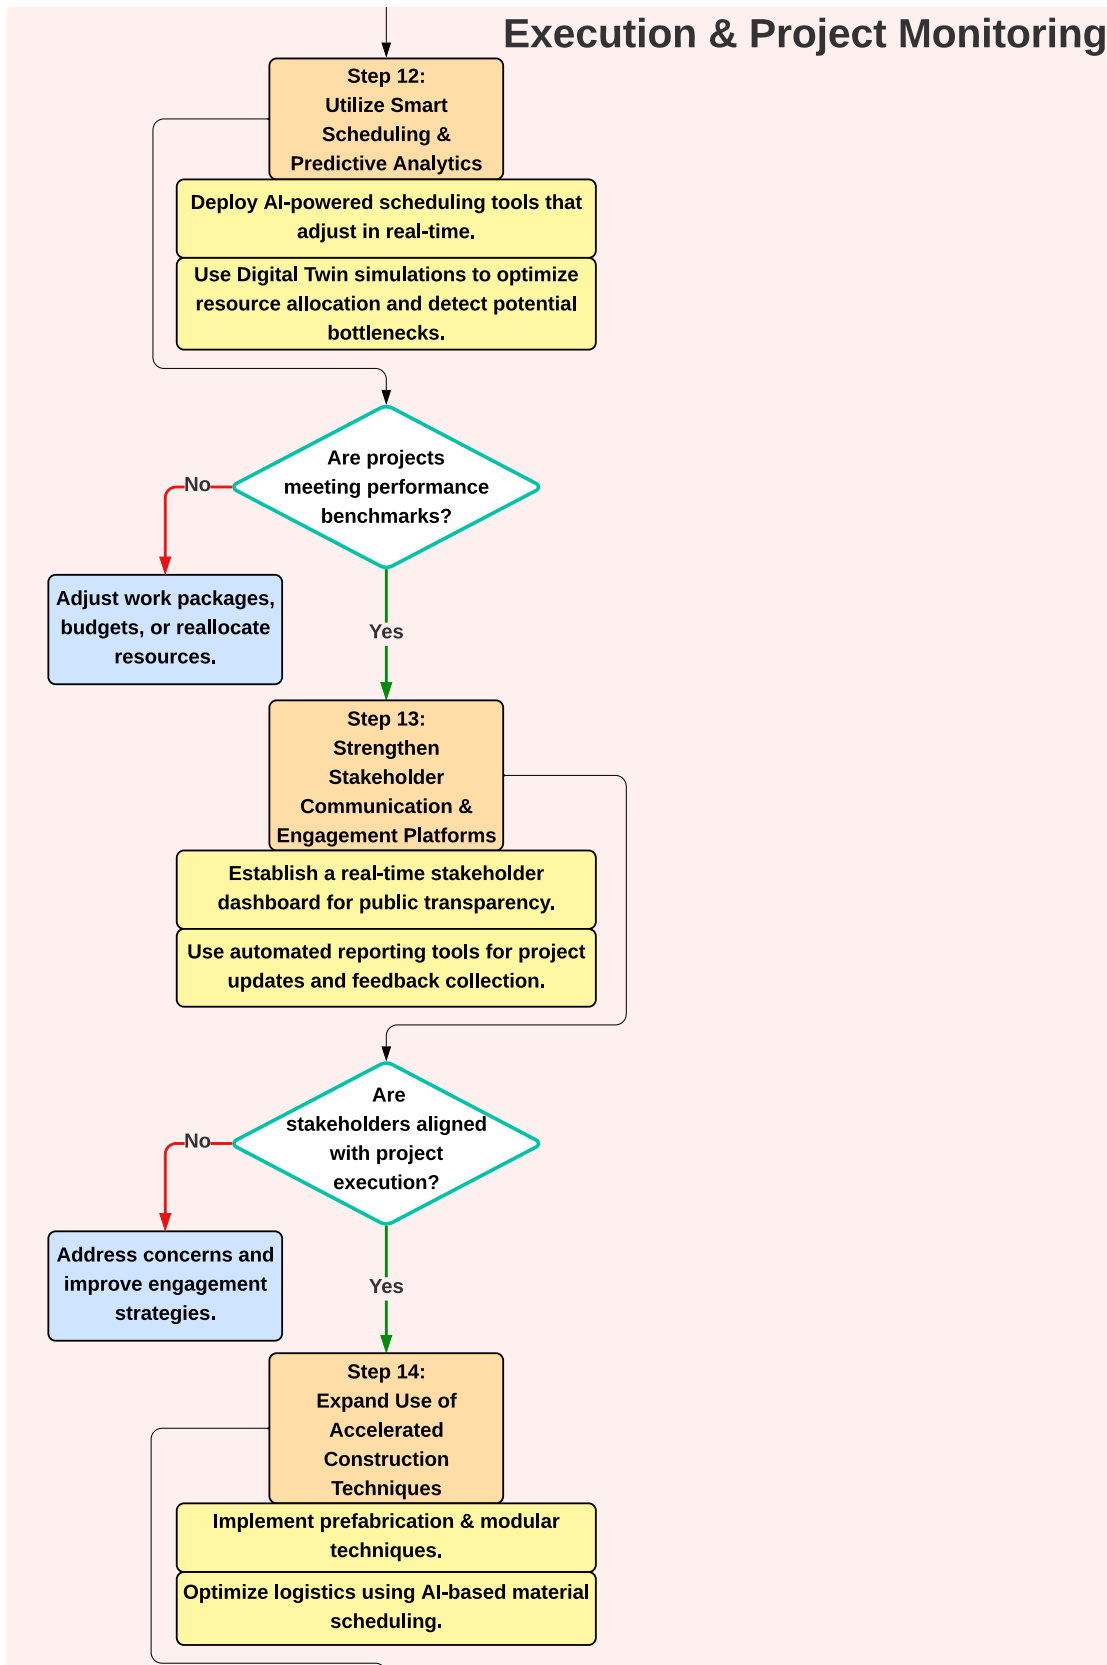 Execution & Project Monitoring
Step 12:
Utilize Smart
Scheduling &
Predictive Analytics
Deploy AI-powered scheduling tools that
adjust in real-time.
Use Digital Twin simulations to optimize
resource allocation and detect potential
bottlenecks.
Are projects
meeting performance
benchmarks?
No
Adjust work packages,
budgets, or reallocate
resources.
Yes
Step 13:
Strengthen
Stakeholder
Communication &
Engagement Platforms
Establish a real-time stakeholder
dashboard for public transparency.
Use automated reporting tools for project
updates and feedback collection.
Are
stakeholders aligned
with project
execution?
No
Address concerns and
improve engagement
strategies.
Yes
Step 14:
Expand Use of
Accelerated
Construction
Techniques
Implement prefabrication & modular
techniques.
Optimize logistics using AI-based material
scheduling.